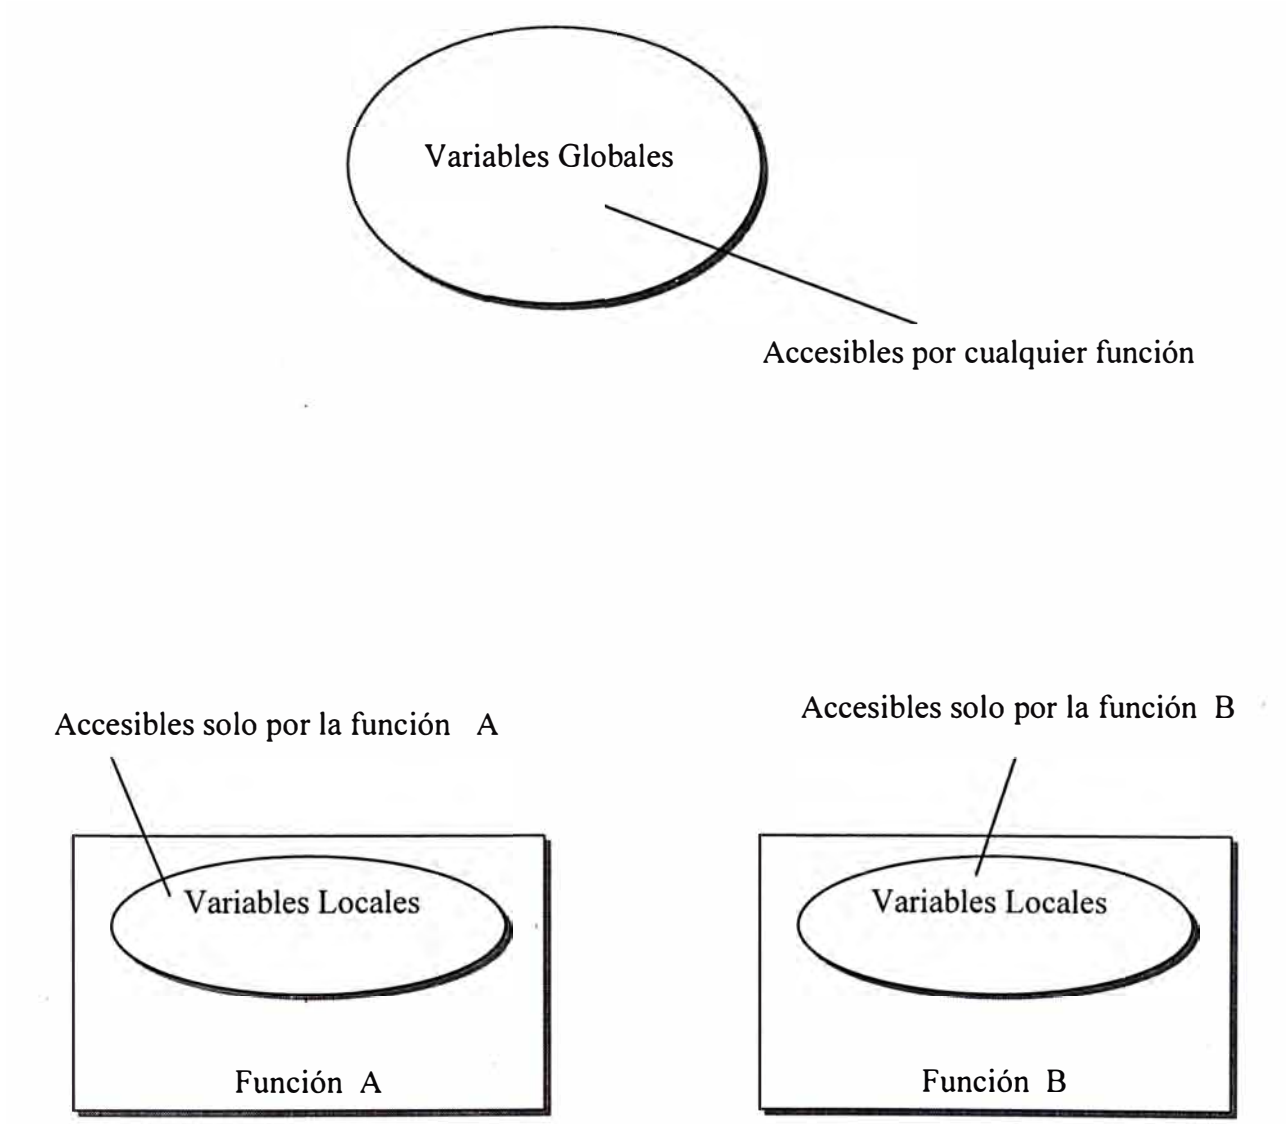 Variables Globales
Accesibles por cualquier función
Accesibles solo por la función A
Accesibles solo por la función B
Variables Locales
Variables Locales
Función A
Función B